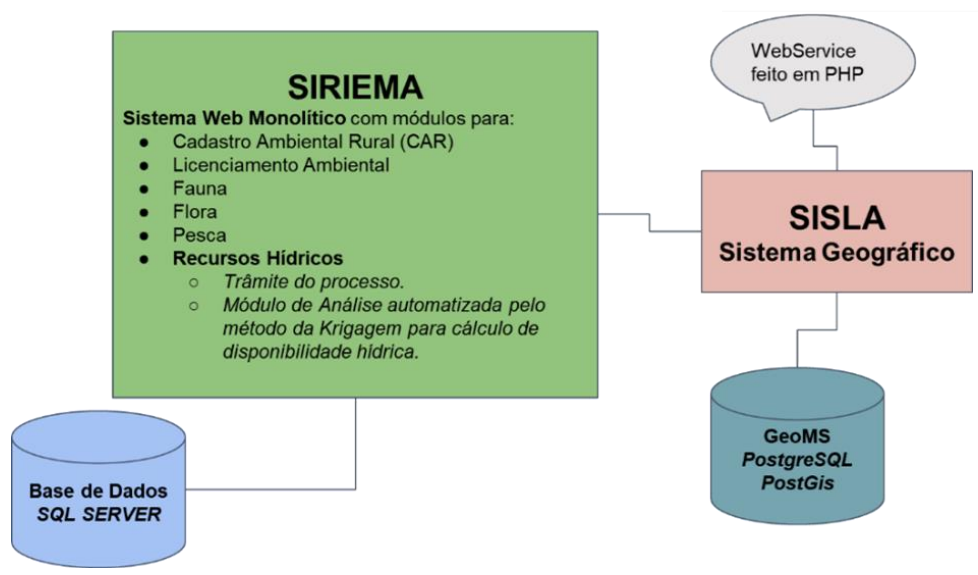 SIRIEMA
Sistema Web Monolítico com módulos para:
● Cadastro Ambiental Rural (CAR)
● Licenciamento Ambiental
● Fauna
● Flora
● Pesca
● Recursos Hídricos
○ Trâmite do processo.
○ Módulo de Análise automatizada pelo
método da Krigagem para cálculo de
disponibilidade hídrica.
WebService
feito em PHP
SISLA
Sistema Geográfico
GeoMS
PostgreSQL
PostGis
Base de Dados
SQL SERVER